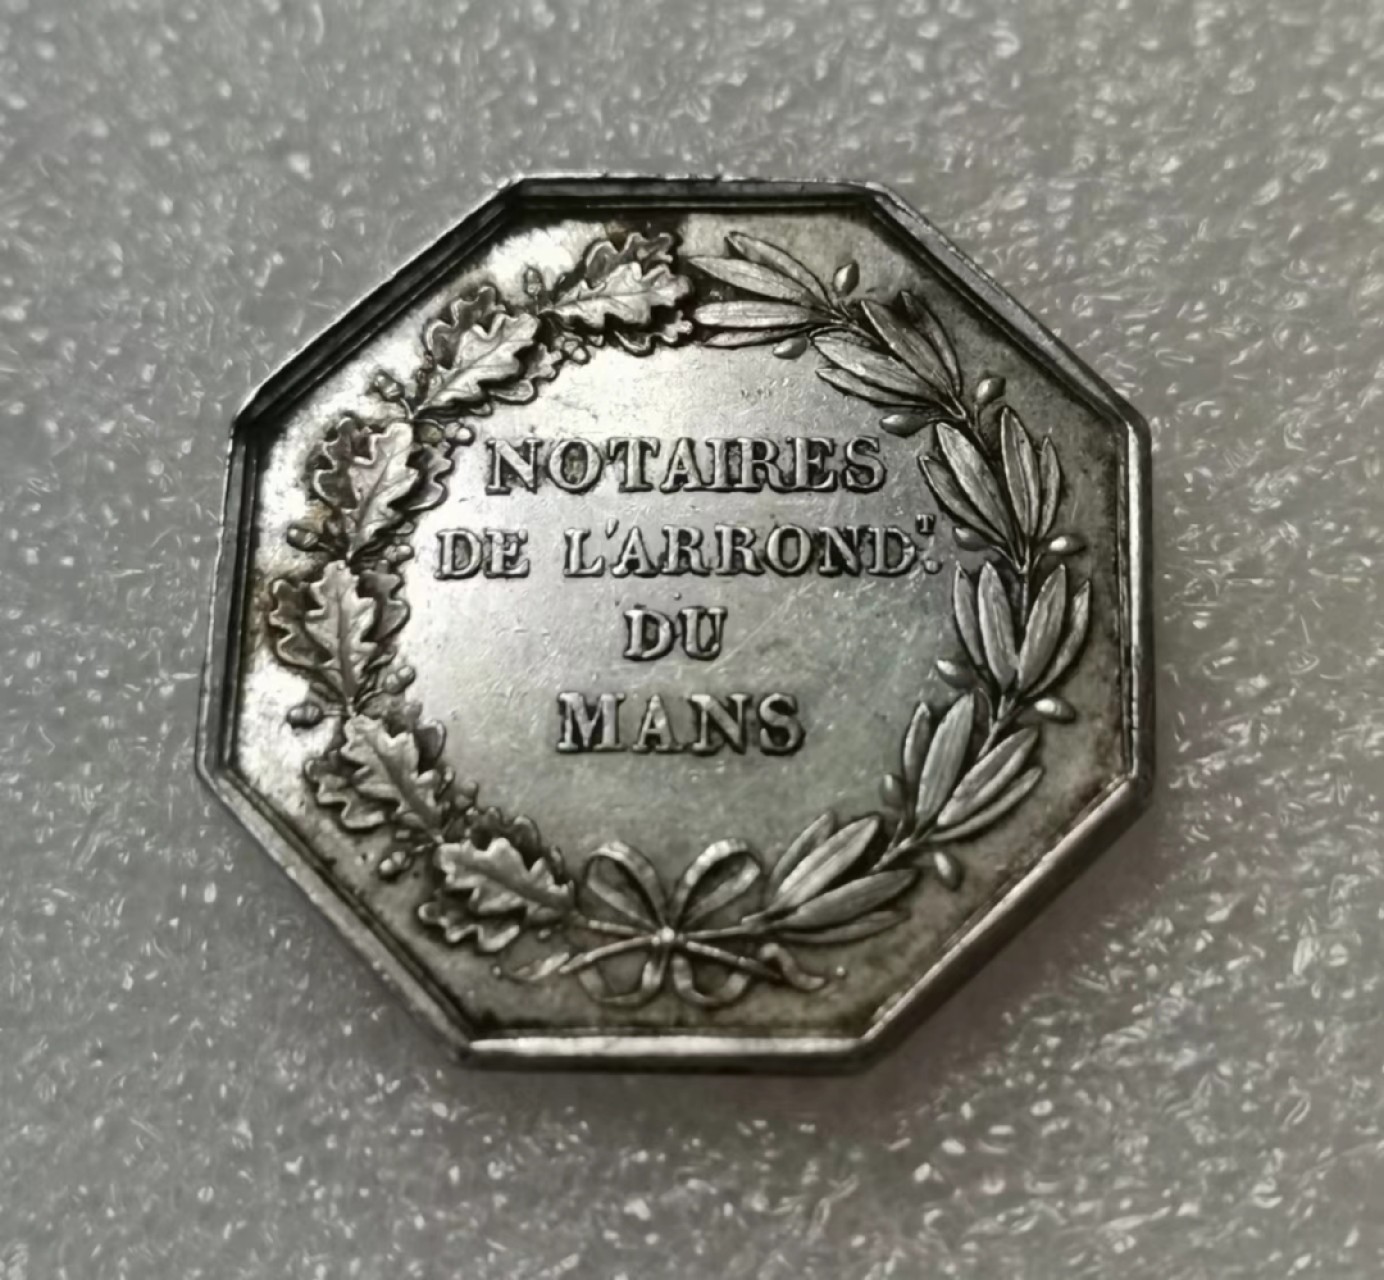 NOTAIRES
DE L'ARROND.ᵀ
DU
MANS